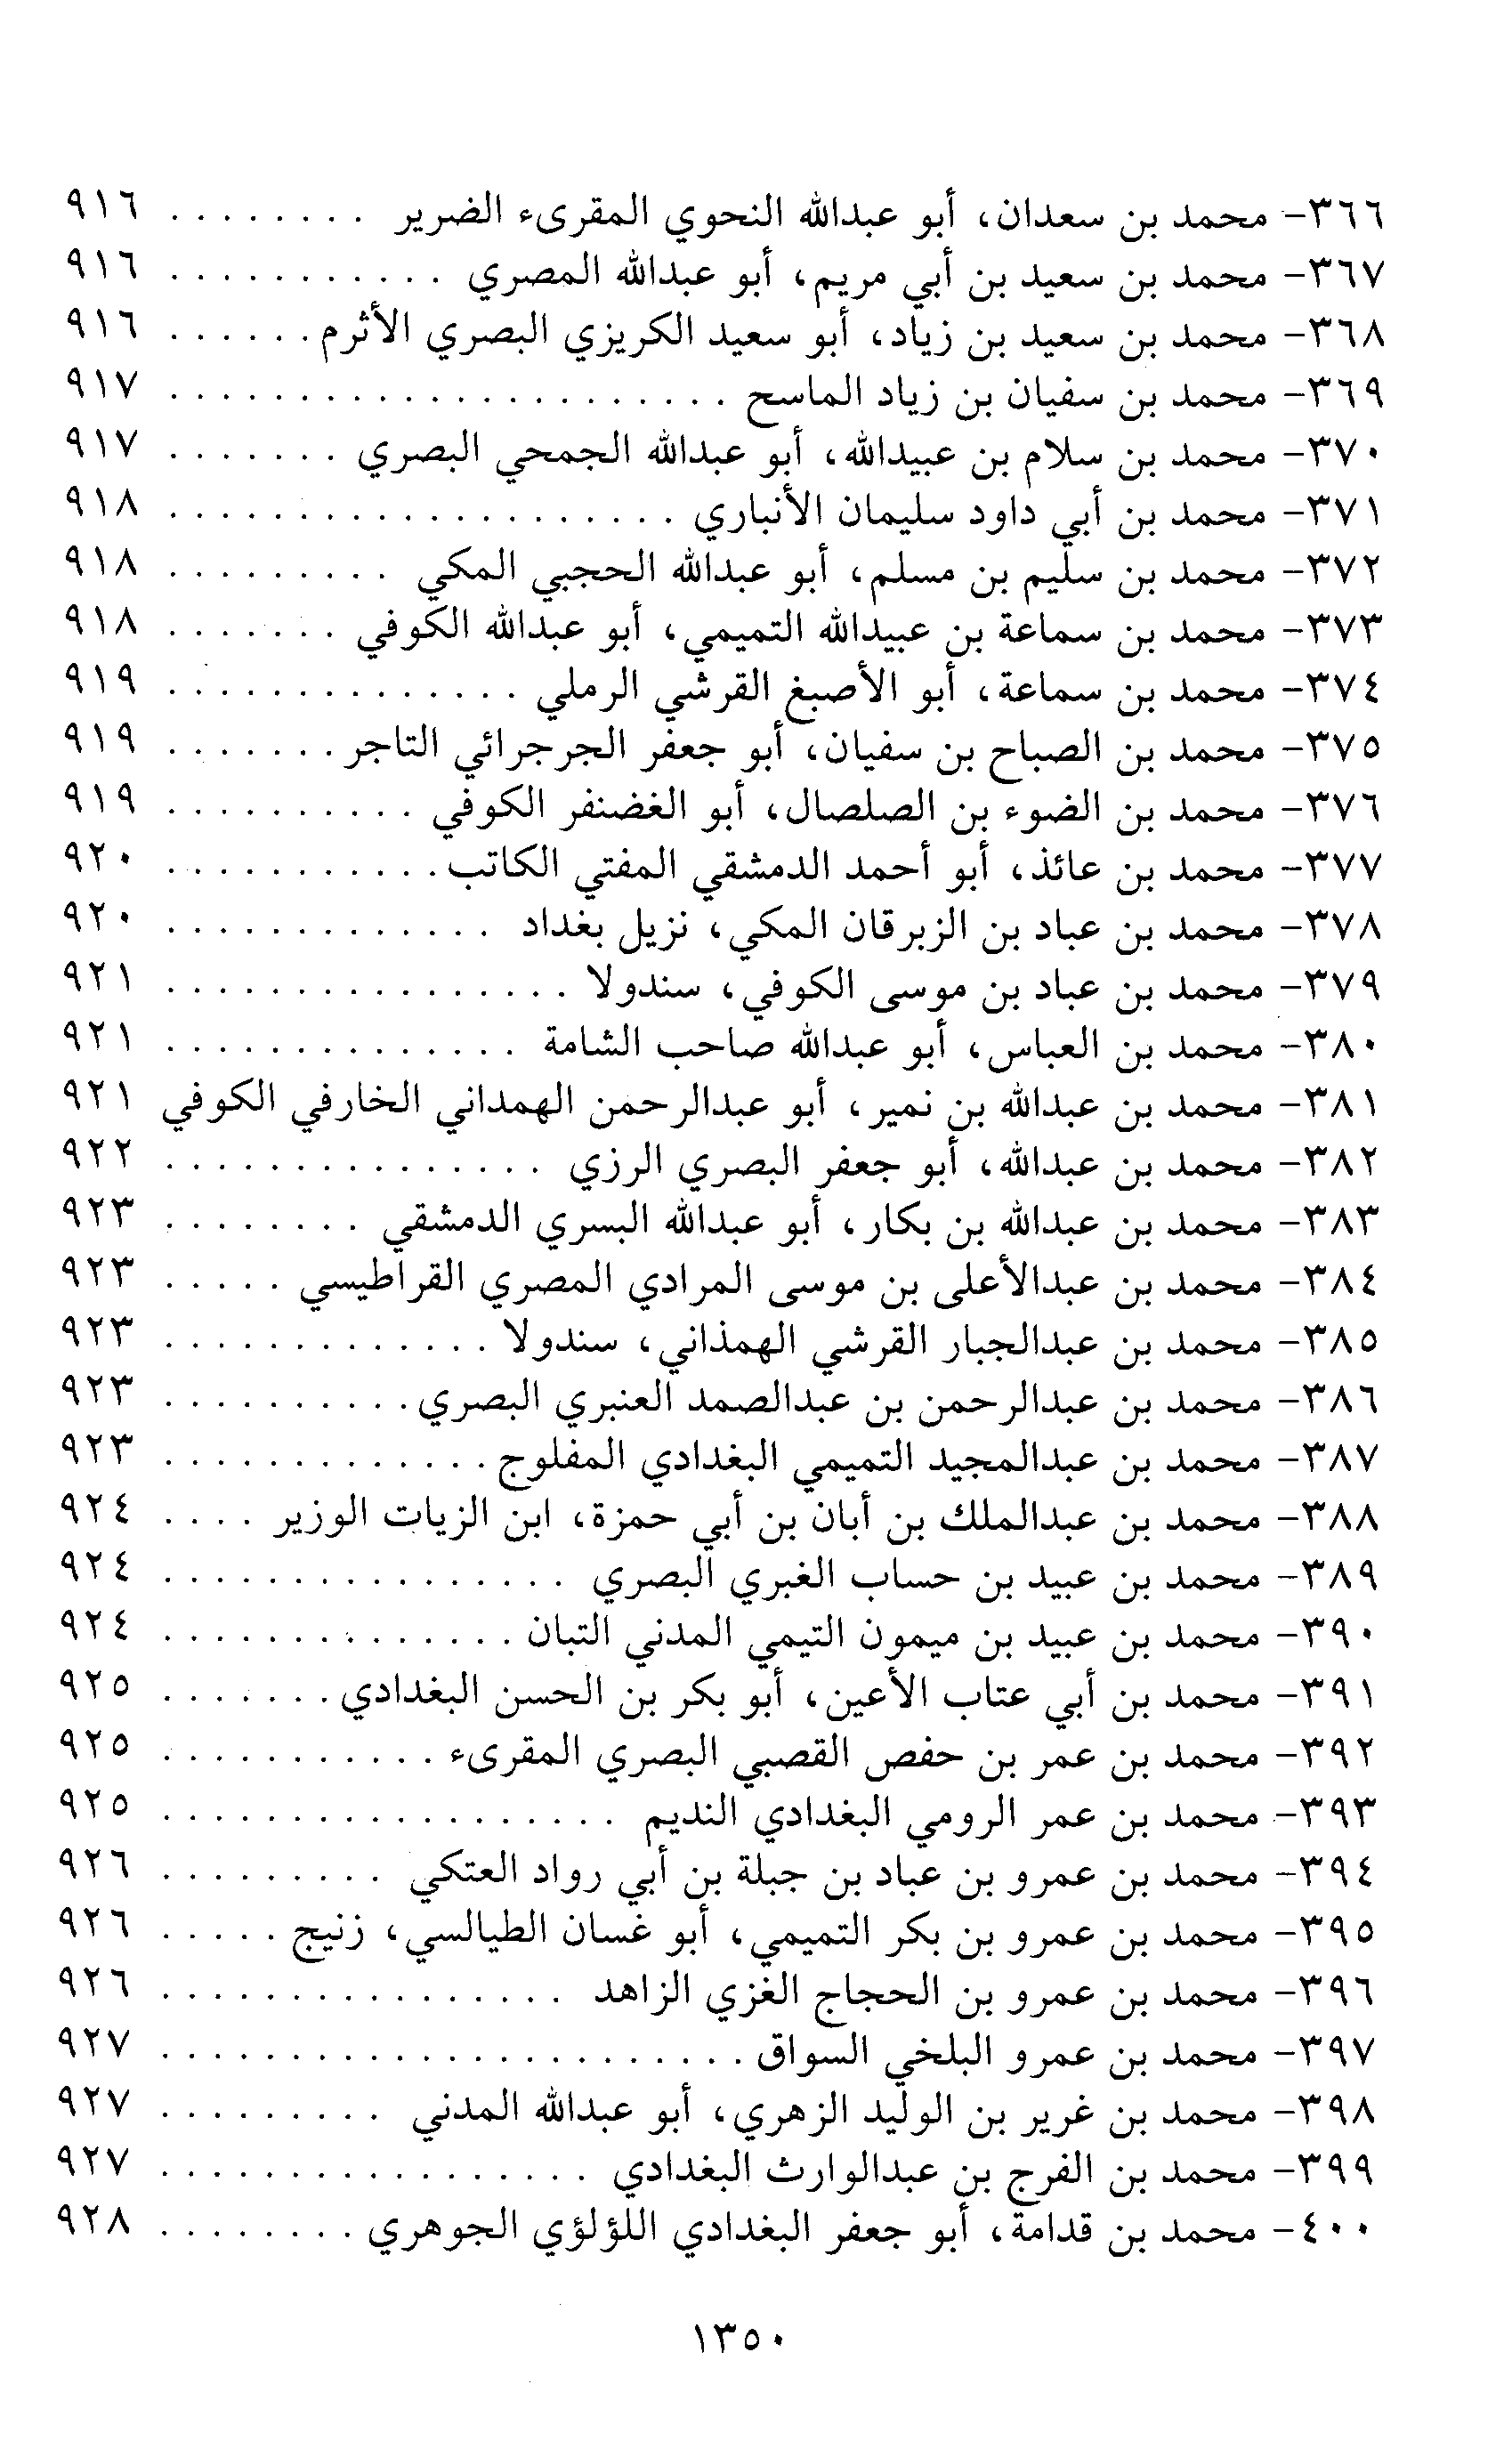 ٣٦٦- محمد بن سعدان، أبو عبدالله النحوي المقرىء الضرير . . . . . . . . ٩١٦
٣٦٧- محمد بن سعيد بن أبي مريم، أبو عبدالله المصري . . . . . . . . . . . ٩١٦
٣٦٨- محمد بن سعيد بن زياد، أبو سعيد الكريزي البصري الأثرم . . . . . . ٩١٦
٣٦٩- محمد بن سفيان بن زياد الماسح . . . . . . . . . . . . . . . . . . . . . . ٩١٧
٣٧٠- محمد بن سلام بن عبيدالله، أبو عبدالله الجمحي البصري . . . . . . . ٩١٧
٣٧١- محمد بن أبي داود سليمان الأنباري . . . . . . . . . . . . . . . . . . . . ٩١٨
٣٧٢- محمد بن سليم بن مسلم، أبو عبدالله الحجبي المكي . . . . . . . . . ٩١٨
٣٧٣- محمد بن سماعة بن عبيدالله التميمي، أبو عبدالله الكوفي . . . . . . . ٩١٨
٣٧٤- محمد بن سماعة، أبو الأصبغ القرشي الرملي . . . . . . . . . . . . . . ٩١٩
٣٧٥- محمد بن الصباح بن سفيان، أبو جعفر الجرجرائي التاجر . . . . . . . ٩١٩
٣٧٦- محمد بن الضوء بن الصلصال، أبو الغضنفر الكوفي . . . . . . . . . . ٩١٩
٣٧٧- محمد بن عائذ، أبو أحمد الدمشقي المفتي الكاتب . . . . . . . . . . . ٩٢٠
٣٧٨- محمد بن عباد بن الزبرقان المكي، نزيل بغداد . . . . . . . . . . . . . ٩٢٠
٣٧٩- محمد بن عباد بن موسى الكوفي، سندولا . . . . . . . . . . . . . . . . ٩٢١
٣٨٠- محمد بن العباس، أبو عبدالله صاحب الشامة . . . . . . . . . . . . . . ٩٢١
٣٨١- محمد بن عبدالله بن نمير، أبو عبدالرحمن الهمداني الخارفي الكوفي ٩٢١
٣٨٢- محمد بن عبدالله، أبو جعفر البصري الرزي . . . . . . . . . . . . . . . ٩٢٢
٣٨٣- محمد بن عبدالله بن بكار، أبو عبدالله البسري الدمشقي . . . . . . . . ٩٢٣
٣٨٤- محمد بن عبدالأعلى بن موسى المرادي المصري القراطيسي . . . . . ٩٢٣
٣٨٥- محمد بن عبدالجبار القرشي الهمذاني، سندولا . . . . . . . . . . . . . ٩٢٣
٣٨٦- محمد بن عبدالرحمن بن عبدالصمد العنبري البصري . . . . . . . . . . ٩٢٣
٣٨٧- محمد بن عبدالمجيد التميمي البغدادي المفلوج . . . . . . . . . . . . . ٩٢٣
٣٨٨- محمد بن عبدالملك بن أبان بن أبي حمزة، ابن الزيات الوزير . . . . ٩٢٤
٣٨٩- محمد بن عبيد بن حساب الغبري البصري . . . . . . . . . . . . . . . . ٩٢٤
٣٩٠- محمد بن عبيد بن ميمون التيمي المدني التبان . . . . . . . . . . . . . . ٩٢٤
٣٩١- محمد بن أبي عتاب الأعين، أبو بكر بن الحسن البغدادي . . . . . . . ٩٢٥
٣٩٢- محمد بن عمر بن حفص القصبي البصري المقرىء . . . . . . . . . . . ٩٢٥
٣٩٣- محمد بن عمر الرومي البغدادي النديم . . . . . . . . . . . . . . . . . . ٩٢٥
٣٩٤- محمد بن عمرو بن عباد بن جبلة بن أبي رواد العتكي . . . . . . . . . ٩٢٦
٣٩٥- محمد بن عمرو بن بكر التميمي، أبو غسان الطيالسي، زنيج . . . . . ٩٢٦
٣٩٦- محمد بن عمرو بن الحجاج الغزي الزاهد . . . . . . . . . . . . . . . . ٩٢٦
٣٩٧- محمد بن عمرو البلخي السواق . . . . . . . . . . . . . . . . . . . . . . . ٩٢٧
٣٩٨- محمد بن غرير بن الوليد الزهري، أبو عبدالله المدني . . . . . . . . . ٩٢٧
٣٩٩- محمد بن الفرج بن عبدالوارث البغدادي . . . . . . . . . . . . . . . . . ٩٢٧
٤٠٠- محمد بن قدامة، أبو جعفر البغدادي اللؤلؤي الجوهري . . . . . . . . ٩٢٨
١٣٥٠